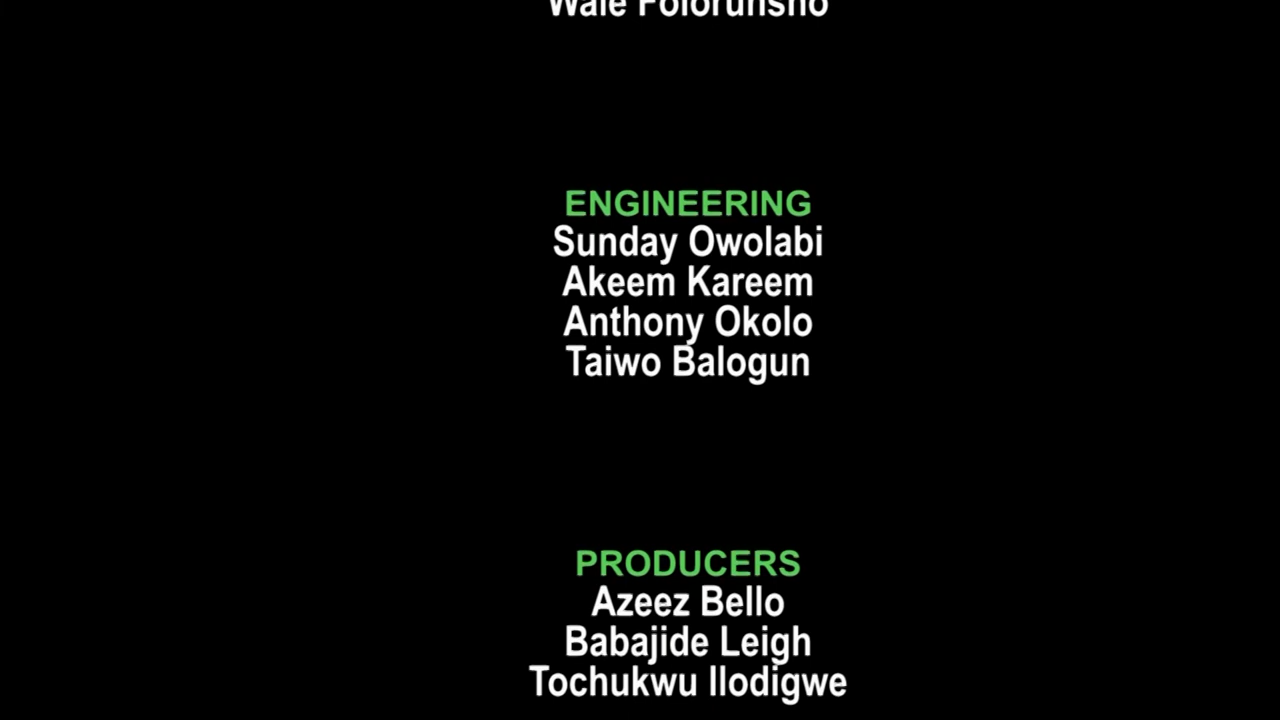 Wale Folorunsho
ENGINEERING
Sunday Owolabi
Akeem Kareem
Anthony Okolo
Taiwo Balogun
PRODUCERS
Azeez Bello
Babajide Leigh
Tochukwu Ilodigwe